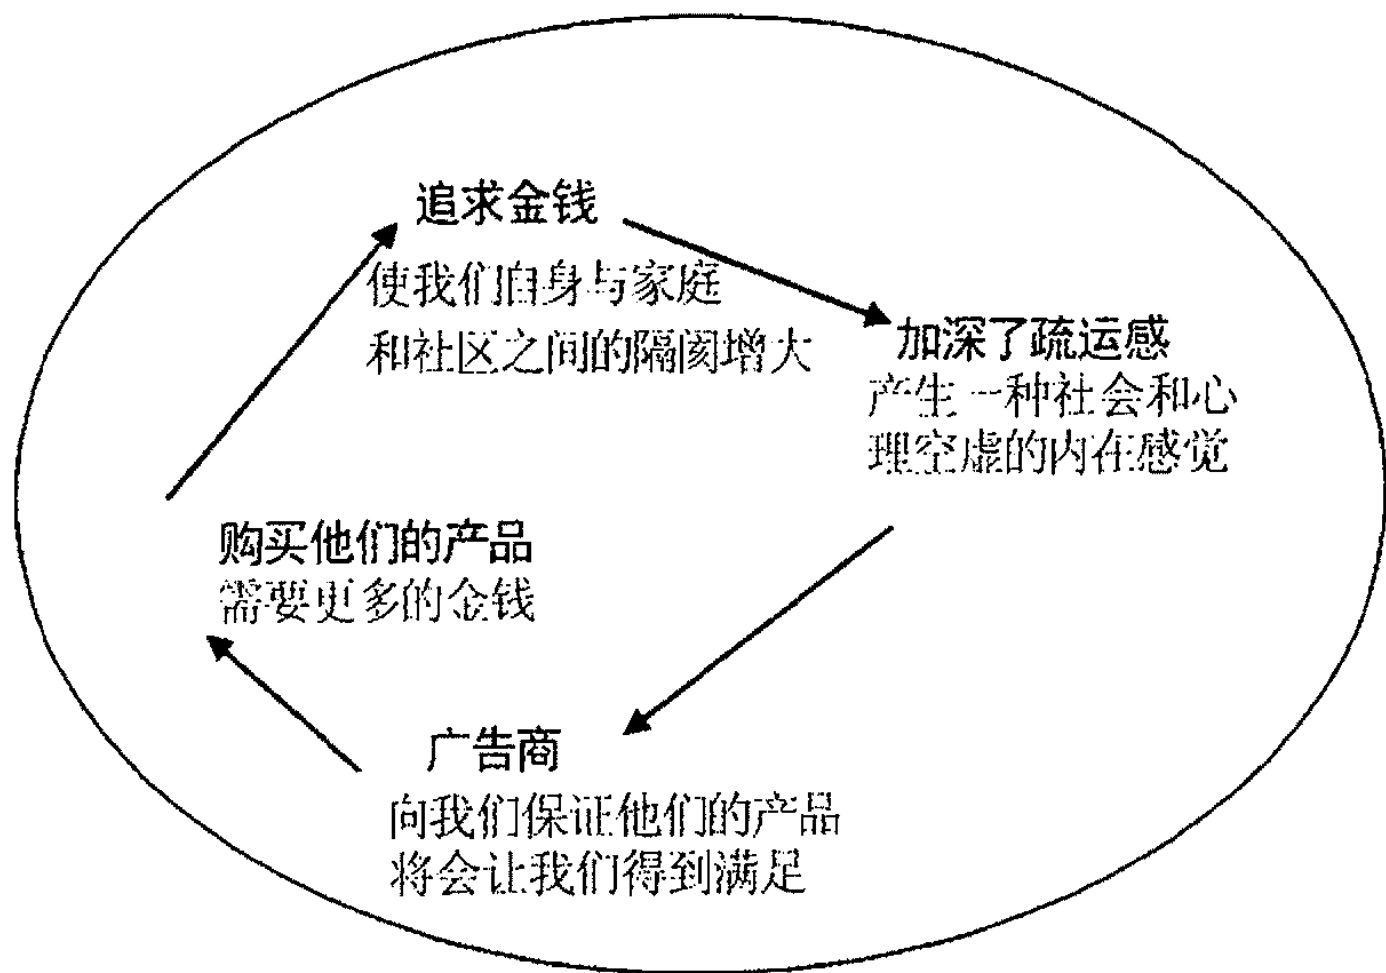 追求金钱
使我们自身与家庭
和社区之间的隔阂增大
加深了疏运感
产生一种社会和心
理空虚的内在感觉
购买他们的产品
需要更多的金钱
广告商
向我们保证他们的产品
将会让我们得到满足